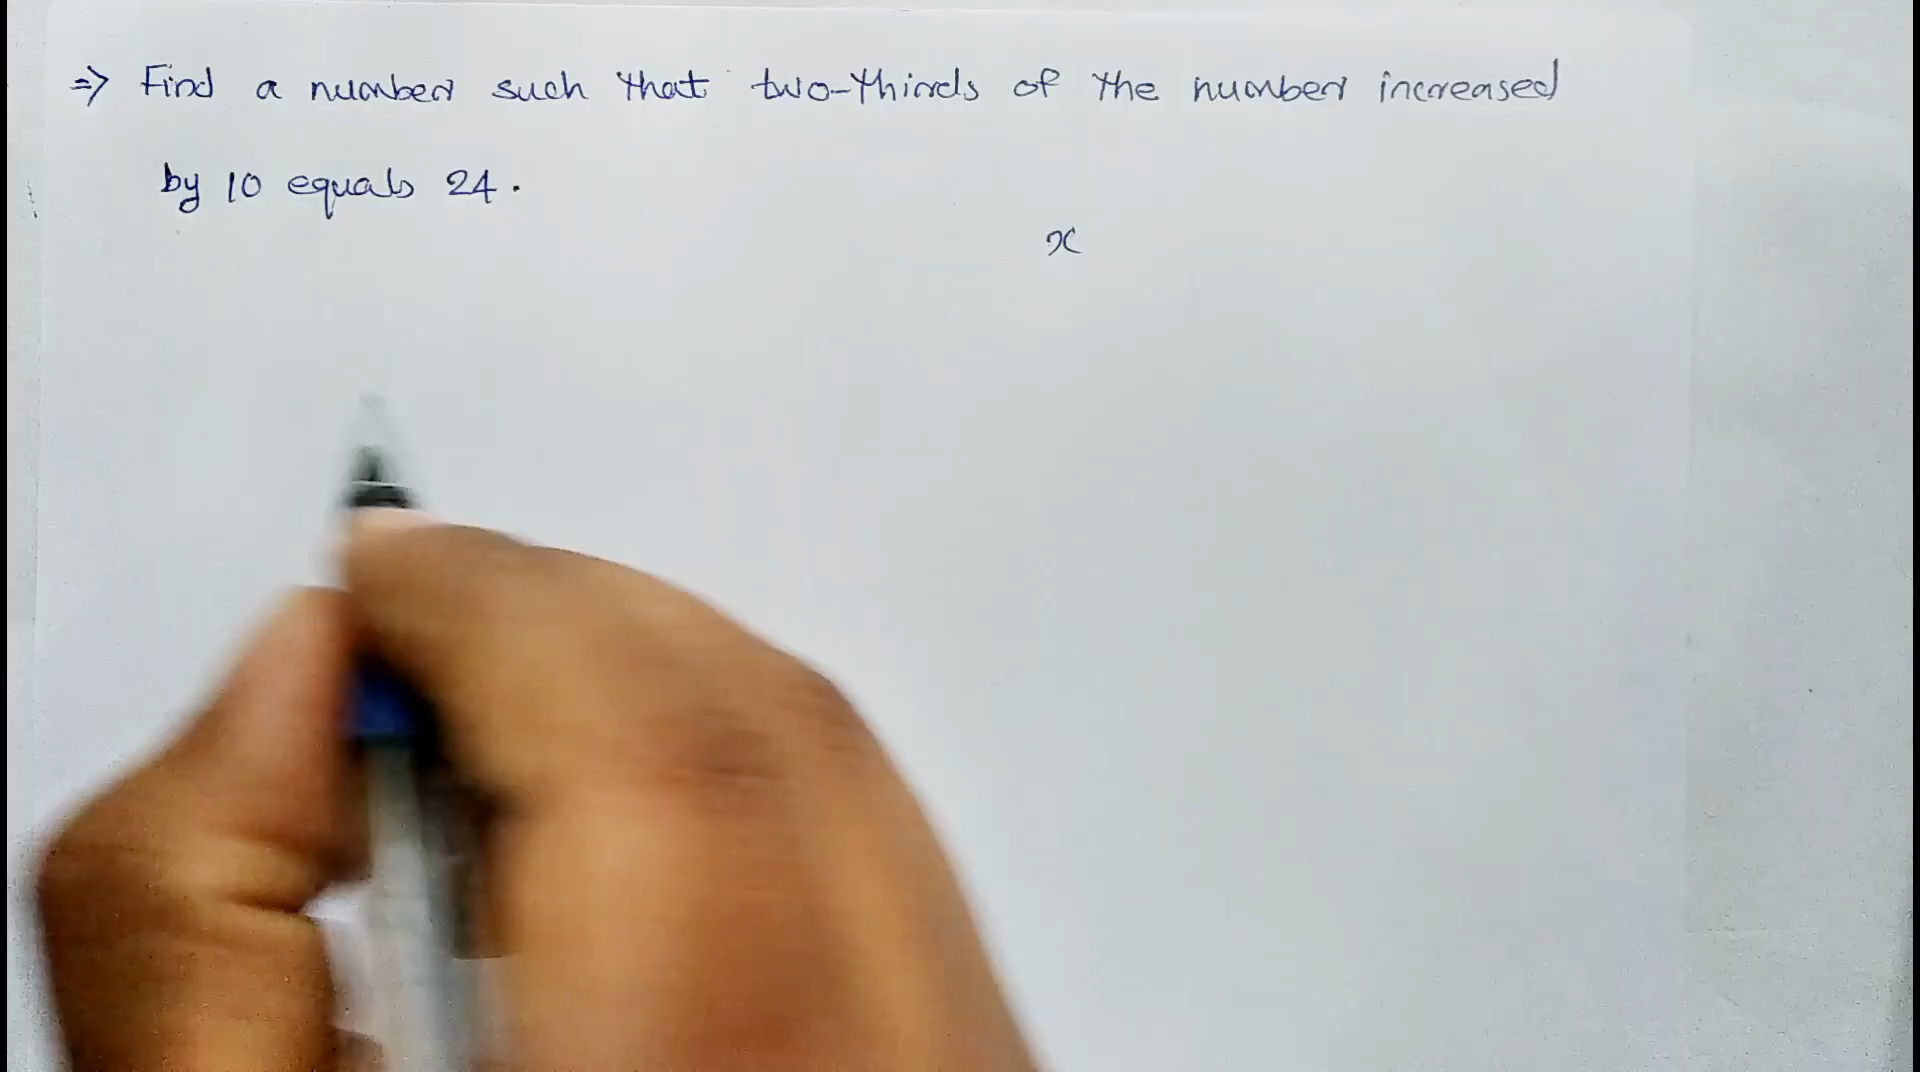 ⇒ Find a number such that two-thirds of the number increased
by 10 equals 24.
x